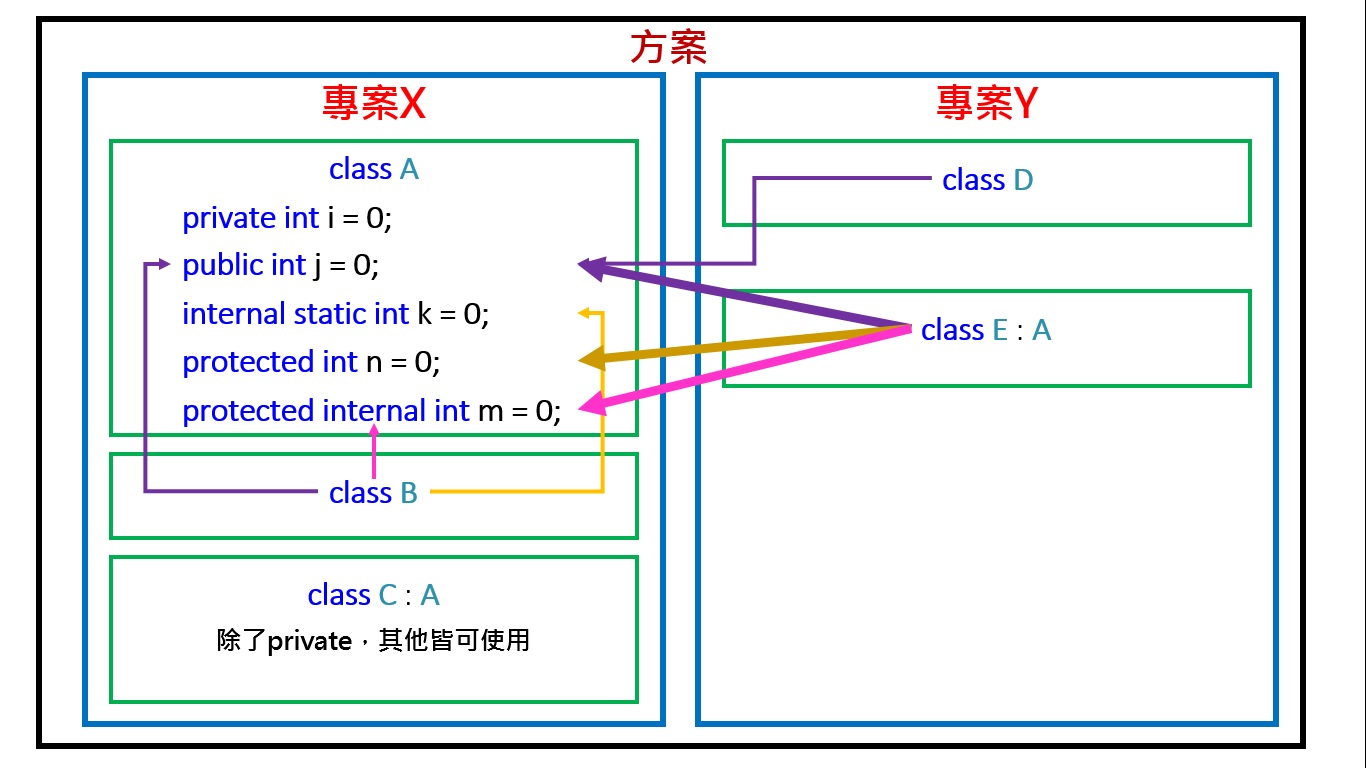 方案
專案X
class A
private int i = 0;
public int j = 0;
internal static int k = 0;
protected int n = 0;
protected internal int m = 0;
class B
class C : A
除了private，其他皆可使用
專案Y
class D
class E : A